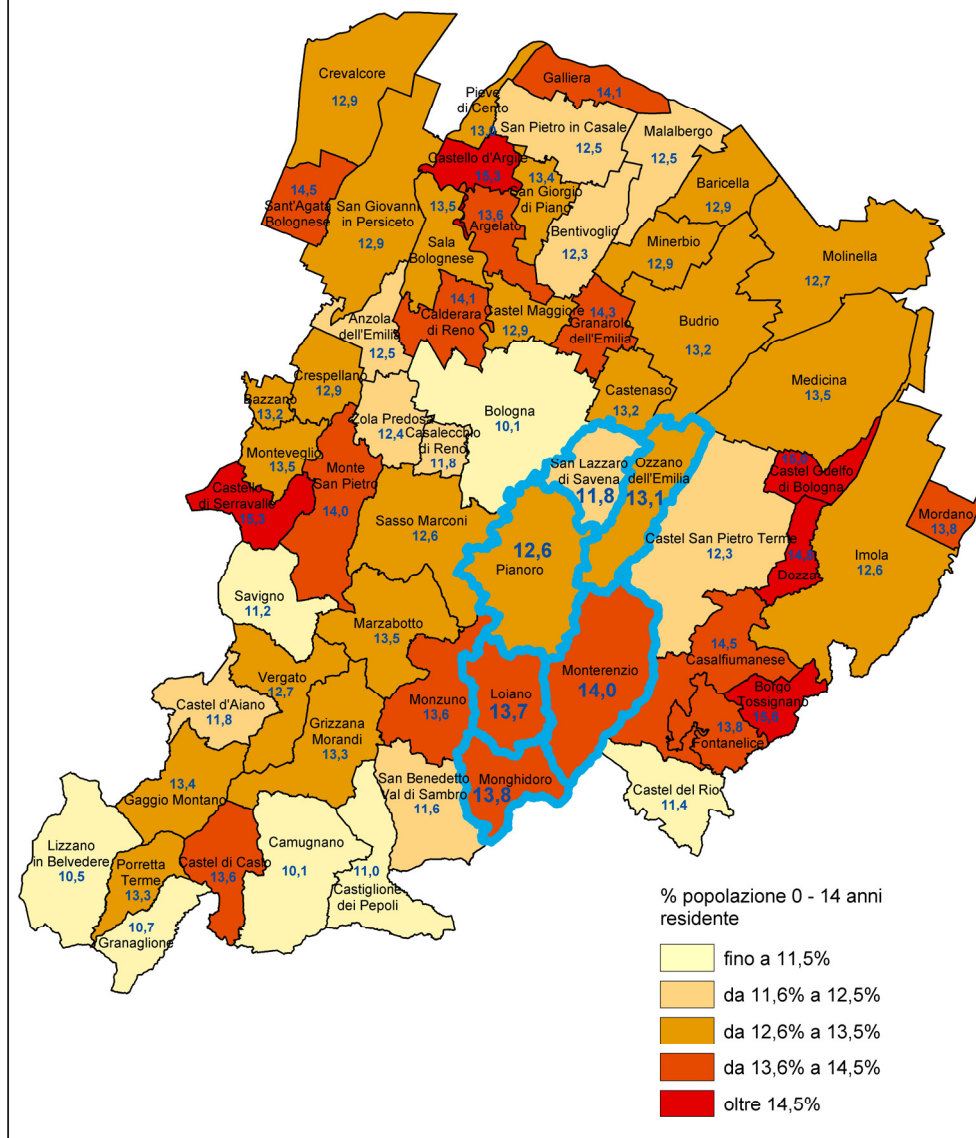 Crevalcore
12,9
Galliera
14,1
Pieve
di Cento
13,0
San Pietro in Casale
12,5
Malalbergo
12,5
Castello d'Argile
15,3
14,5
Sant'Agata
Bolognese
San Giovanni
in Persiceto
12,9
13,4
San Giorgio
di Piano
13,5
Sala
Bolognese
13,6
Argelato
Baricella
12,9
Bentivoglio
12,3
Minerbio
12,9
Molinella
12,7
14,1
Calderara
di Reno
Castel Maggiore
12,9
14,3
Granarolo
dell'Emilia
Anzola
dell'Emilia
12,5
Budrio
13,2
Crespellano
12,9
Castenaso
13,2
Medicina
13,5
Bazzano
13,2
Bologna
10,1
Zola Predosa
12,4
Casalecchio
di Reno
11,8
Monteveglio
13,5
Monte
San Pietro
14,0
San Lazzaro
di Savena
11,8
Ozzano
dell'Emilia
13,1
Castel Guelfo
di Bologna
Castello
di Serravalle
15,3
Mordano
13,8
Sasso Marconi
12,6
Castel San Pietro Terme
12,3
12,6
Pianoro
Dozza
Imola
12,6
Savigno
11,2
Marzabotto
13,5
14,5
Casalfiumanese
Monterenzio
14,0
Vergato
12,7
Monzuno
13,6
Loiano
13,7
Borgo
Tossignano
15,6
Castel d'Aiano
11,8
Grizzana
Morandi
13,3
13,8
Fontanelice
13,4
Gaggio Montano
San Benedetto
Val di Sambro
11,6
Monghidoro
13,8
Castel del Rio
11,4
Lizzano
in Belvedere
10,5
Porretta
Terme
13,3
Castel di Casio
13,6
Camugnano
10,1
11,0
Castiglione
dei Pepoli
10,7
Granaglione
% popolazione 0 - 14 anni
residente
fino a 11,5%
da 11,6% a 12,5%
da 12,6% a 13,5%
da 13,6% a 14,5%
oltre 14,5%